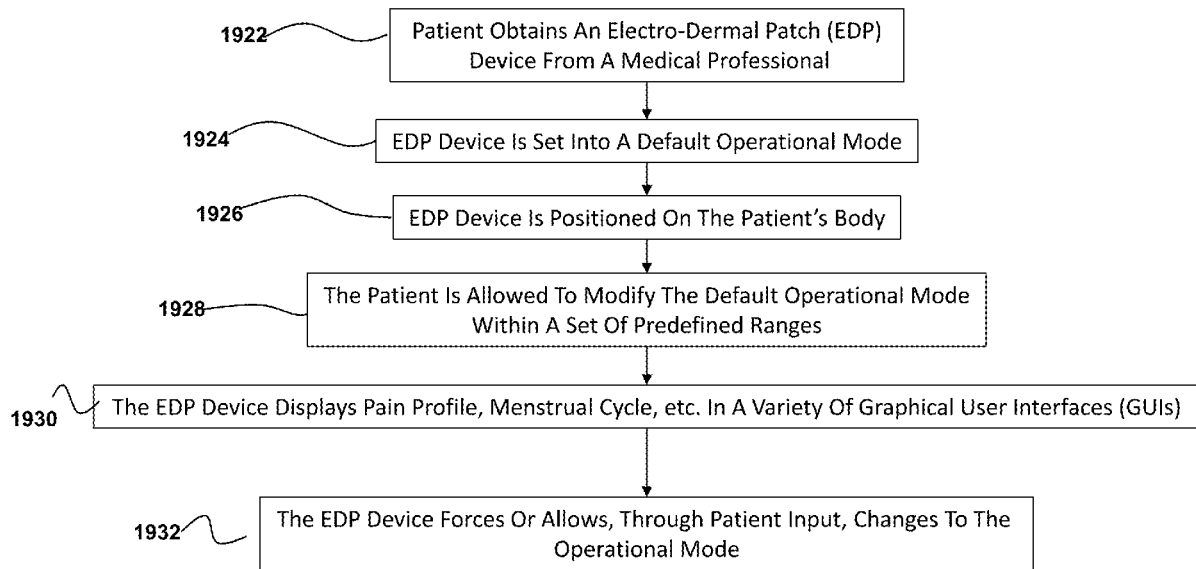 1922
Patient Obtains An Electro-Dermal Patch (EDP)
Device From A Medical Professional
1924
EDP Device Is Set Into A Default Operational Mode
1926
EDP Device Is Positioned On The Patient's Body
1928
The Patient Is Allowed To Modify The Default Operational Mode
Within A Set Of Predefined Ranges
1930
The EDP Device Displays Pain Profile, Menstrual Cycle, etc. In A Variety Of Graphical User Interfaces (GUIs)
1932
The EDP Device Forces Or Allows, Through Patient Input, Changes To The
Operational Mode